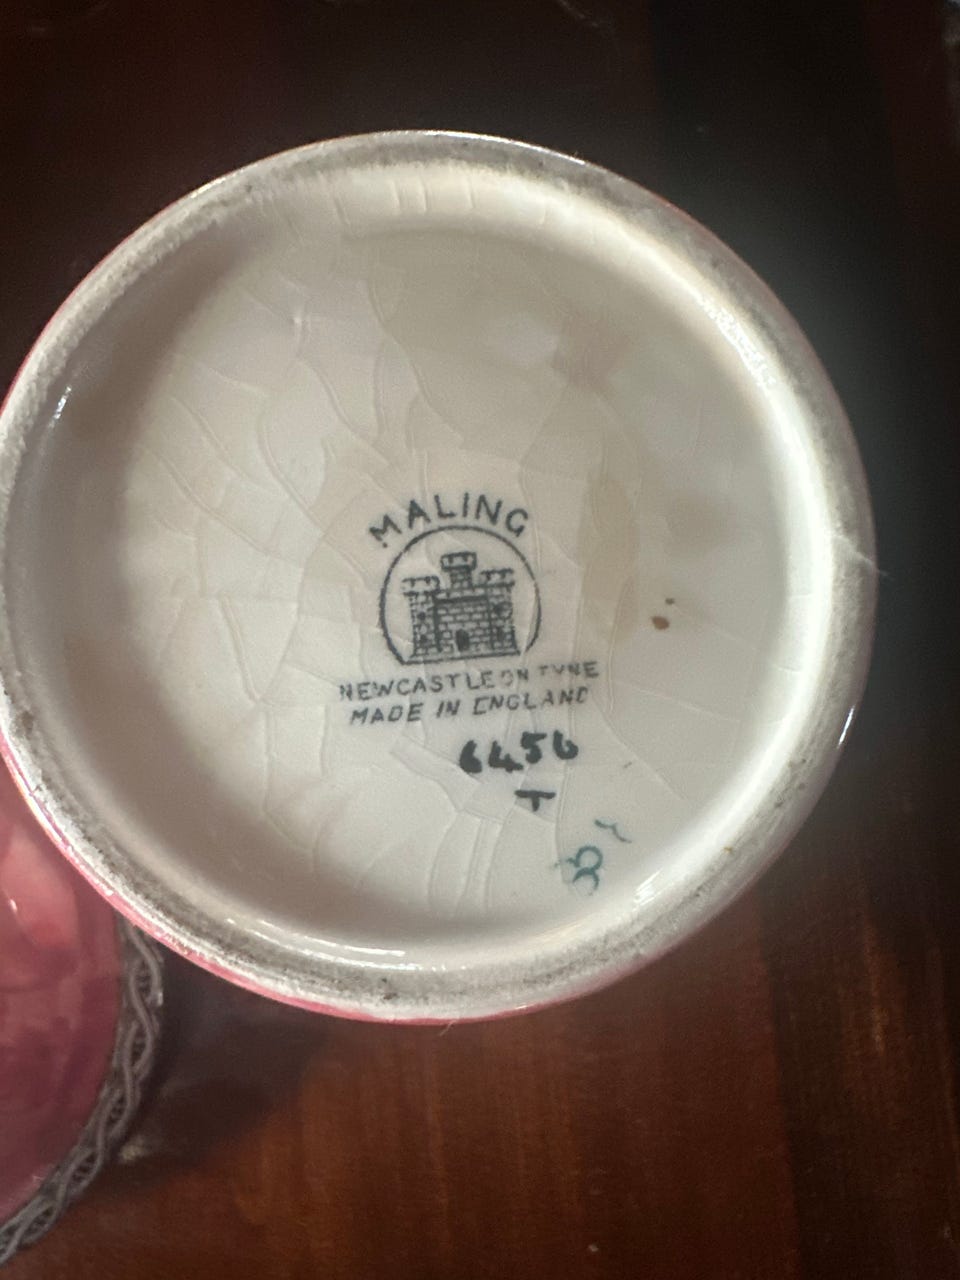 MALING
NEWCASTLE ON TYNE
MADE IN ENGLAND
6456
T